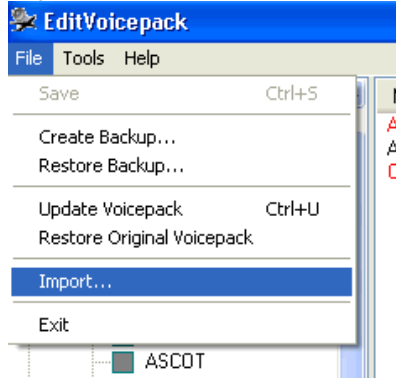 EditVoicepack
File Tools Help
Save Ctrl+S
Create Backup...
Restore Backup...
Update Voicepack Ctrl+U
Restore Original Voicepack
Import...
Exit
ASCOT